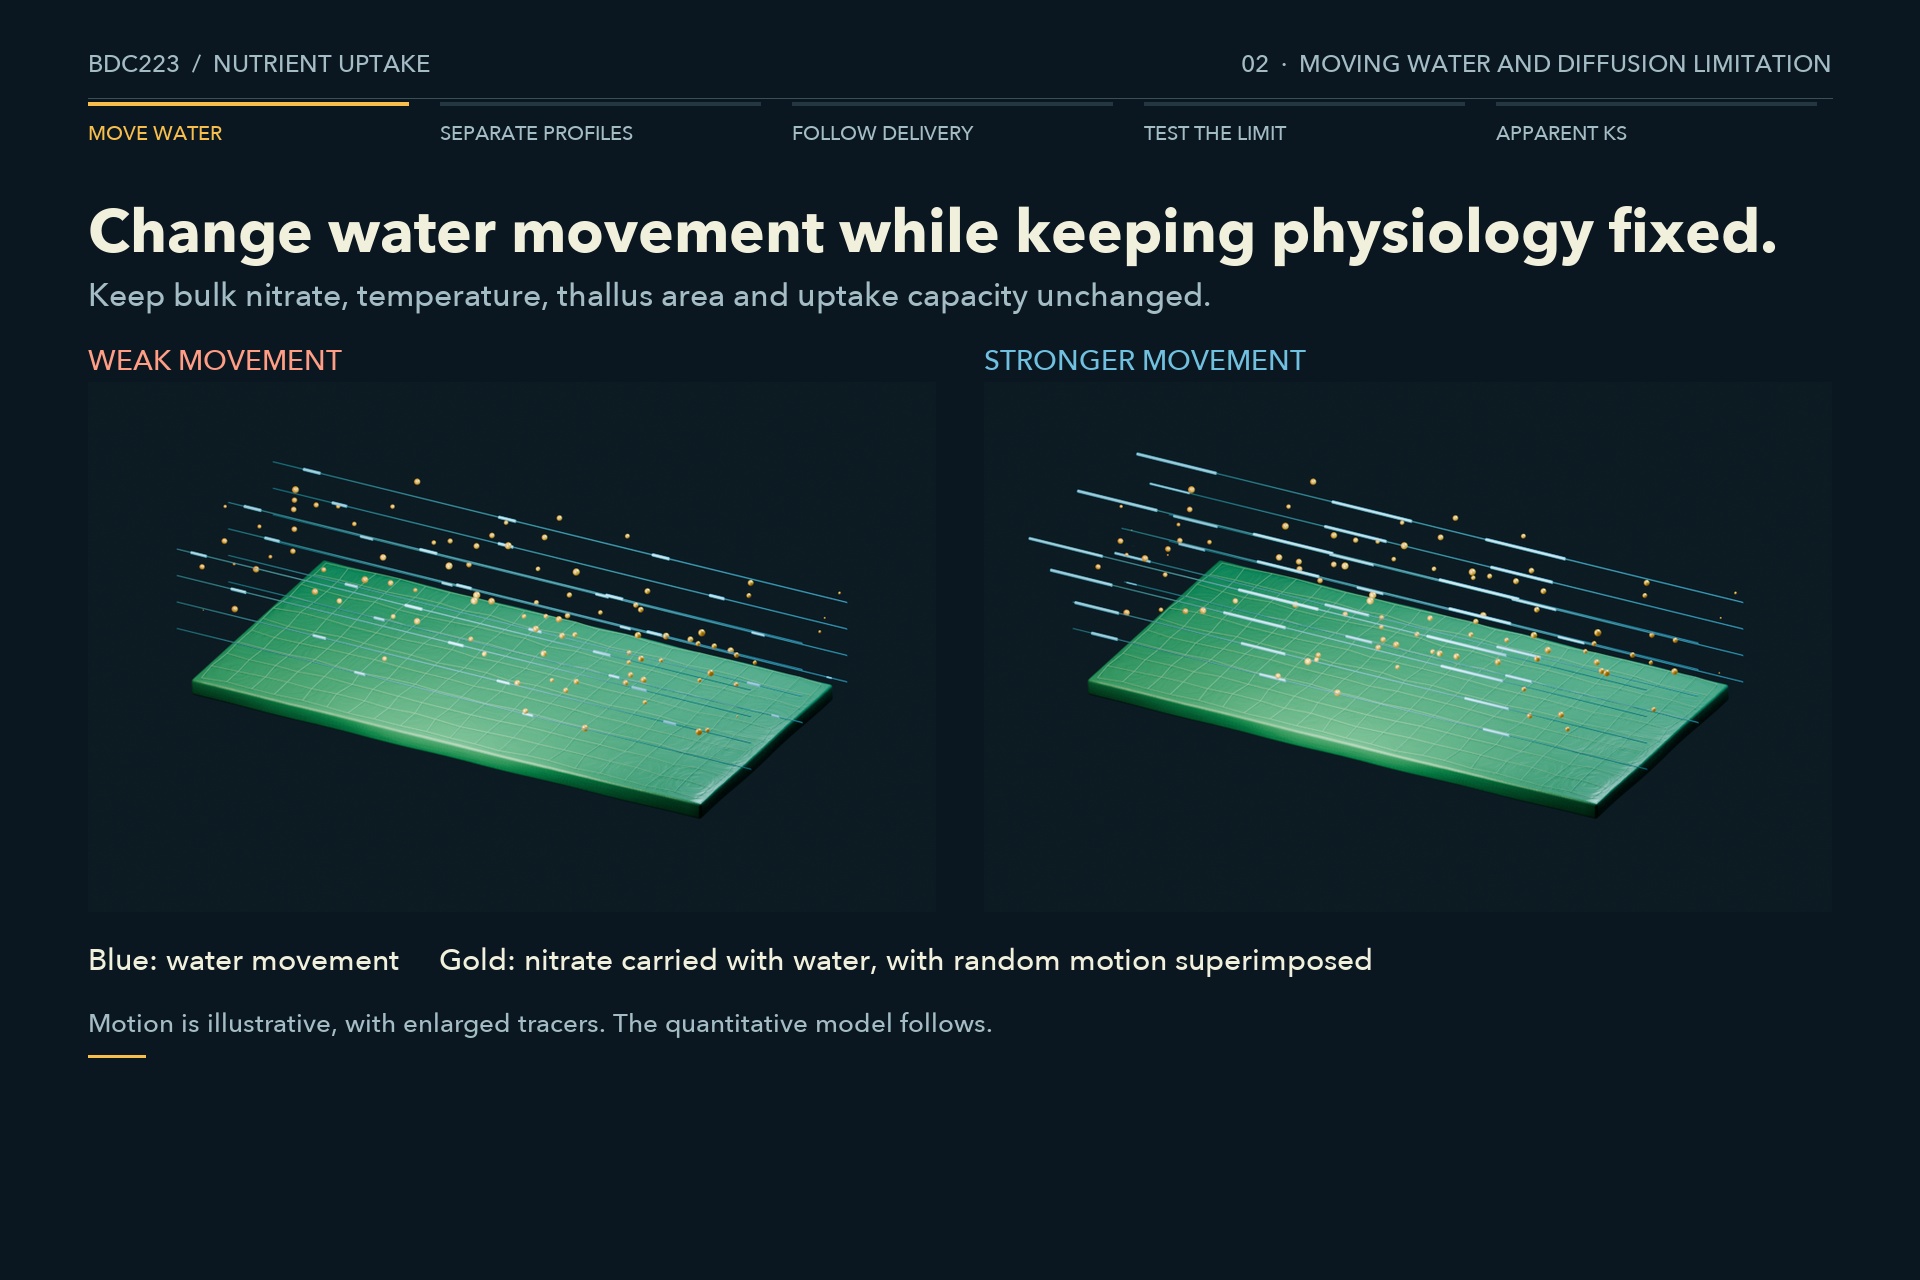 BDC223 / NUTRIENT UPTAKE
02 · MOVING WATER AND DIFFUSION LIMITATION
MOVE WATER
SEPARATE PROFILES
FOLLOW DELIVERY
TEST THE LIMIT
APPARENT KS
Change water movement while keeping physiology fixed.
Keep bulk nitrate, temperature, thallus area and uptake capacity unchanged.
WEAK MOVEMENT
STRONGER MOVEMENT
Blue: water movement
Gold: nitrate carried with water, with random motion superimposed
Motion is illustrative, with enlarged tracers. The quantitative model follows.